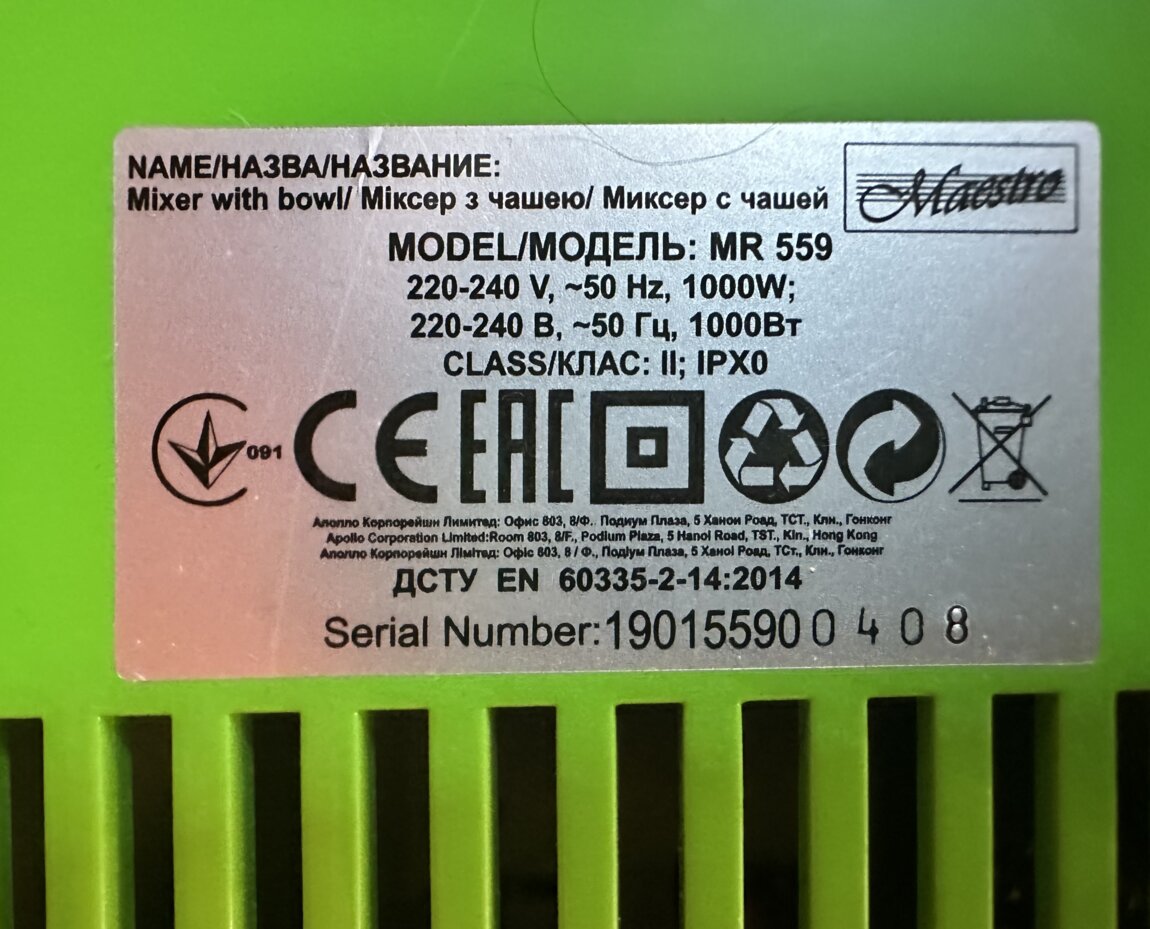 NAME/НАЗВА/НАЗВАНИЕ:
Mixer with bowl/ Міксер з чашею/ Миксер с чашей
Maestro
MODEL/МОДЕЛЬ: MR 559
220-240 V, ~50 Hz, 1000W;
220-240 В, ~50 Гц, 1000Вт
CLASS/КЛАС: II; IPX0
091 CE EAC
Аполло Корпорейшн Лимитед: Офис 803, 8/Ф., Подиум Плаза, 5 Ханои Роад, ТСТ., Клн., Гонконг
Apollo Corporation Limited:Room 803, 8/F., Podium Plaza, 5 Hanoi Road, TST., Kln., Hong Kong
Аполло Корпорейшн Лімітед: Офіс 803, 8 / Ф., Подіум Плаза, 5 Ханої Роад, ТСт., Клн., Гонконг
ДСТУ EN 60335-2-14:2014
Serial Number:190155900408